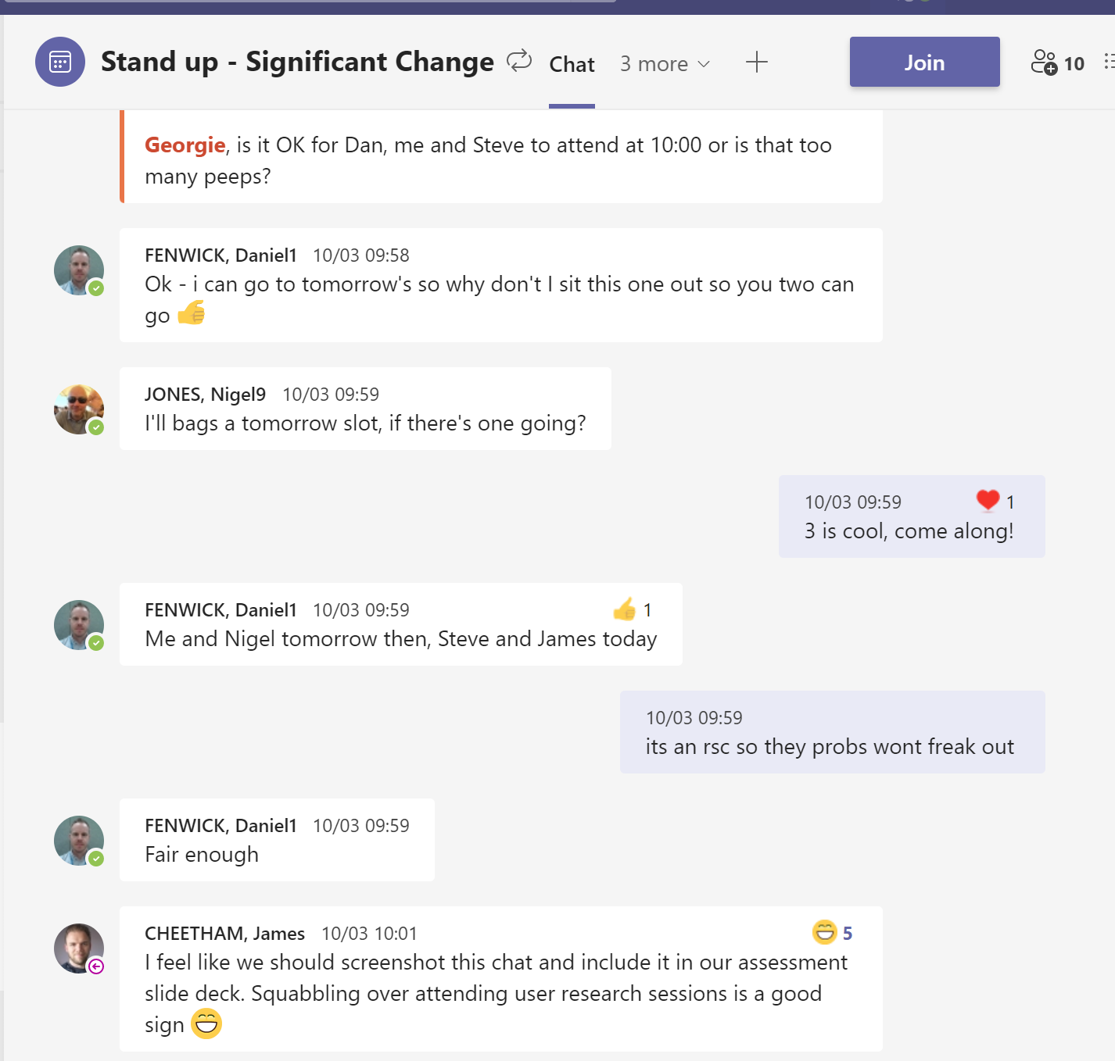 Stand up - Significant Change Chat 3 more Join 10
Georgie, is it OK for Dan, me and Steve to attend at 10:00 or is that too
many peeps?
FENWICK, Daniel1 10/03 09:58
Ok - i can go to tomorrow's so why don't I sit this one out so you two can
go
JONES, Nigel9 10/03 09:59
I'll bags a tomorrow slot, if there's one going?
10/03 09:59 1
3 is cool, come along!
FENWICK, Daniel1 10/03 09:59 1
Me and Nigel tomorrow then, Steve and James today
10/03 09:59
its an rsc so they probs wont freak out
FENWICK, Daniel1 10/03 09:59
Fair enough
CHEETHAM, James 10/03 10:01 5
I feel like we should screenshot this chat and include it in our assessment
slide deck. Squabbling over attending user research sessions is a good
sign